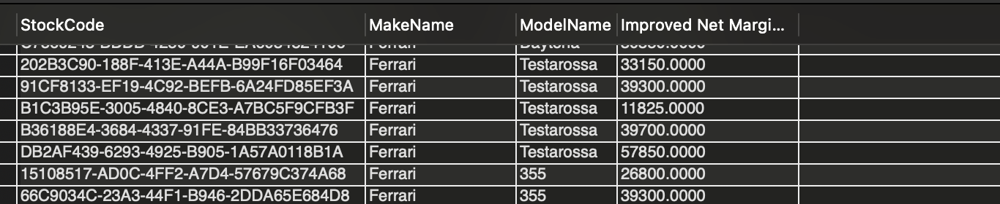 StockCode MakeName ModelName Improved Net Margi...
Ferrari Daytona
202B3C90-188F-413E-A44A-B99F16F03464 Ferrari Testarossa 33150.0000
91CF8133-EF19-4C92-BEFB-6A24FD85EF3A Ferrari Testarossa 39300.0000
B1C3B95E-3005-4840-8CE3-A7BC5F9CFB3F Ferrari Testarossa 11825.0000
B36188E4-3684-4337-91FE-84BB33736476 Ferrari Testarossa 39700.0000
DB2AF439-6293-4925-B905-1A57A0118B1A Ferrari Testarossa 57850.0000
15108517-AD0C-4FF2-A7D4-57679C374A68 Ferrari 355 26800.0000
66C9034C-23A3-44F1-B946-2DDA65E684D8 Ferrari 355 39300.0000